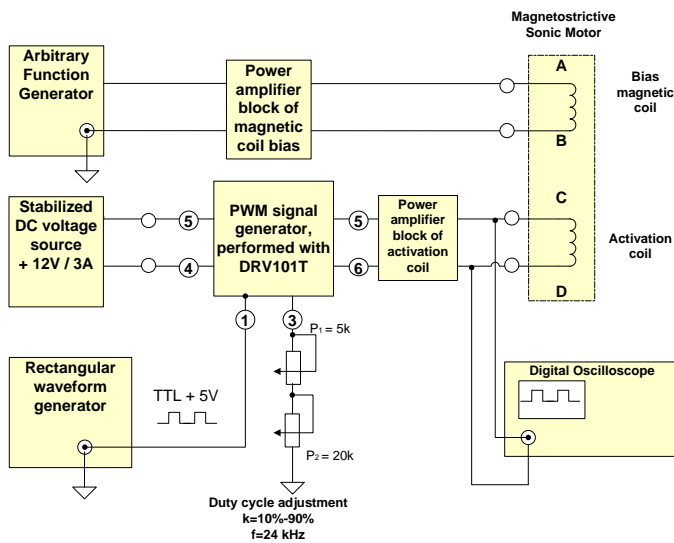 Magnetostrictive
Sonic Motor
Arbitrary
Function
Generator
Power
amplifier
block of
magnetic
coil bias
A
B
Bias
magnetic
coil
Stabilized
DC voltage
source
+ 12V / 3A
5
4
PWM signal
generator,
performed with
DRV101T
5
6
Power
amplifier
block of
activation
coil
C
D
Activation
coil
1
3
P1 = 5k
Rectangular
waveform
generator
TTL + 5V
P2 = 20k
Digital Oscilloscope
Duty cycle adjustment
k=10%-90%
f=24 kHz